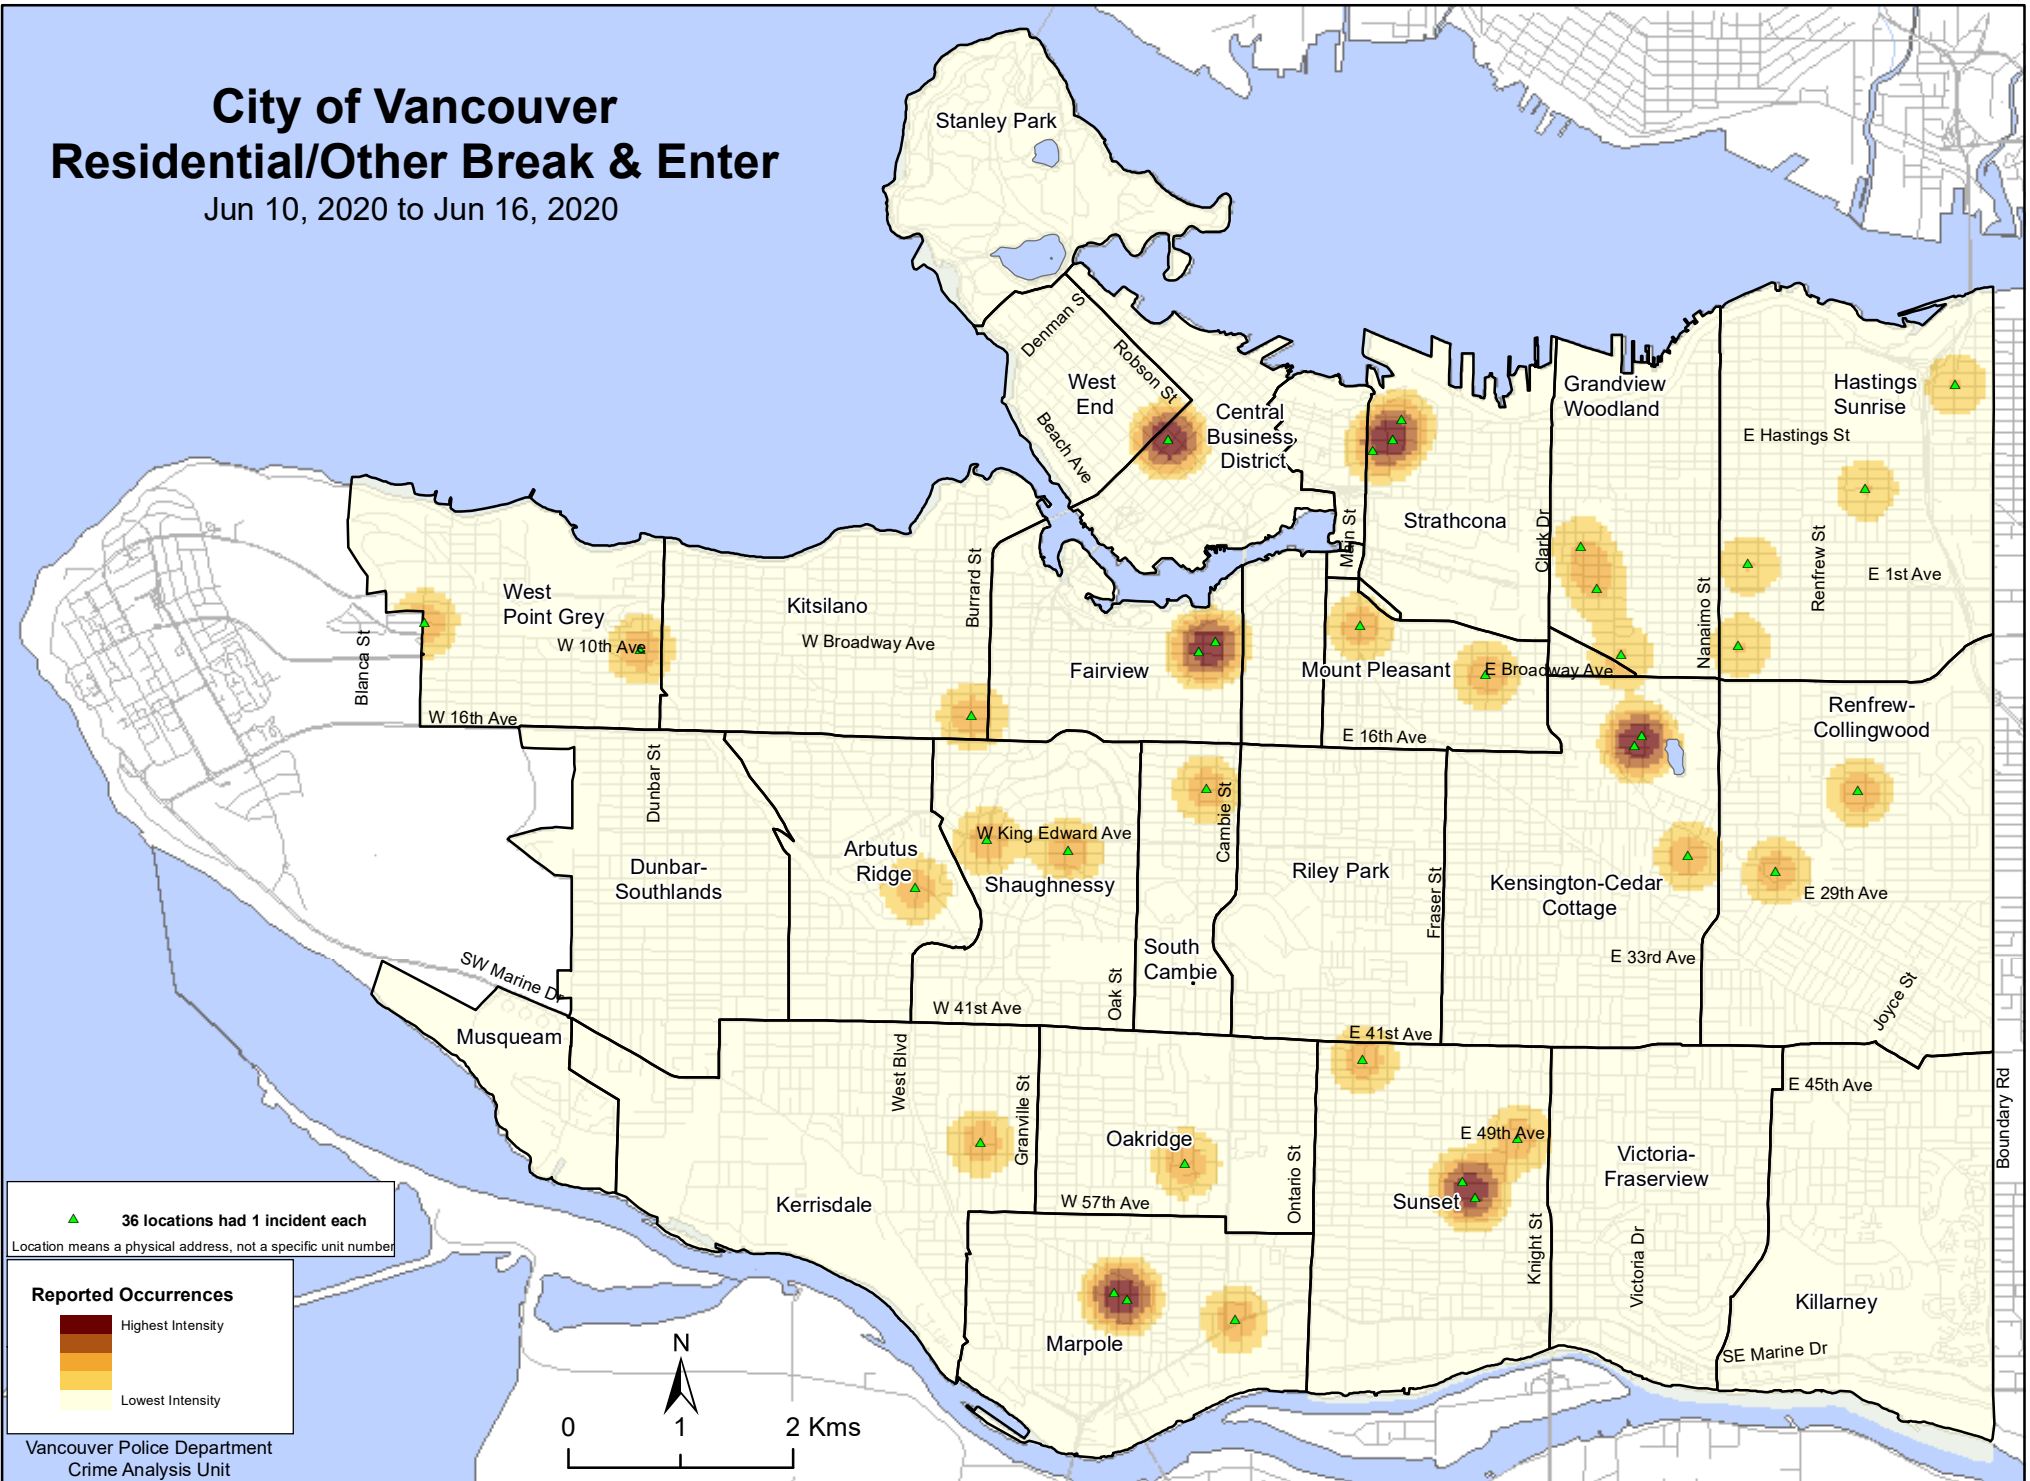 City of Vancouver
Residential/Other Break & Enter
Jun 10, 2020 to Jun 16, 2020
Stanley Park
Denman S
Robson St
West
End
Beach Ave
Central
Business
District
Main St
Strathcona
Clark Dr
Grandview
Woodland
Hastings
Sunrise
E Hastings St
Nanaimo St
Renfrew St
E 1st Ave
West
Point Grey
Blanca St
W 10th Ave
W 16th Ave
Kitsilano
W Broadway Ave
Burrard St
Fairview
Mount Pleasant
E Broadway Ave
E 16th Ave
Renfrew-
Collingwood
Dunbar St
Dunbar-
Southlands
Arbutus
Ridge
W King Edward Ave
Shaughnessy
Cambie St
South
Cambie
Oak St
Riley Park
Fraser St
Kensington-Cedar
Cottage
E 29th Ave
E 33rd Ave
Joyce St
SW Marine Dr
Musqueam
W 41st Ave
E 41st Ave
West Blvd
Granville St
E 45th Ave
Boundary Rd
Kerrisdale
Oakridge
W 57th Ave
Ontario St
E 49th Ave
Sunset
Knight St
Victoria-
Fraserview
Victoria Dr
Killarney
SE Marine Dr
Marpole
36 locations had 1 incident each
Location means a physical address, not a specific unit number
Reported Occurrences
Highest Intensity
Lowest Intensity
Vancouver Police Department
Crime Analysis Unit
N
0 1 2 Kms